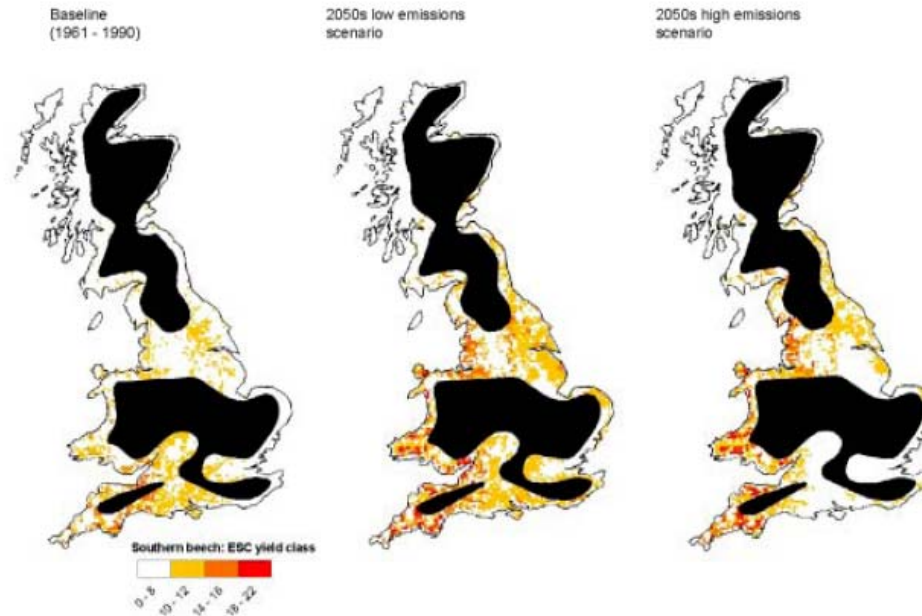 Baseline
(1961 - 1990)
2050s low emissions
scenario
2050s high emissions
scenario
Southern beech: ESC yield class
0 - 8
10 - 12
14 - 16
18 - 22